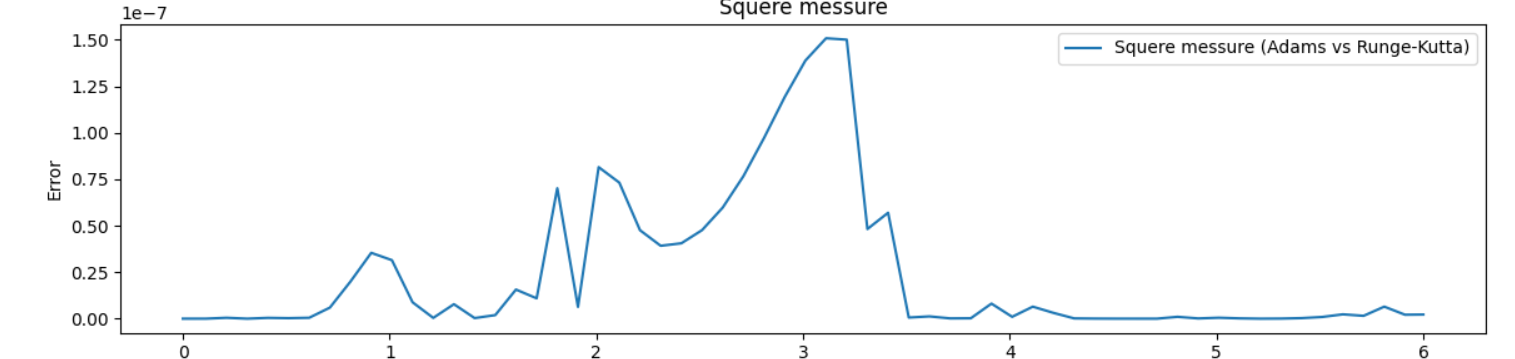 Squere messure
1e−7
Squere messure (Adams vs Runge-Kutta)
1.50
1.25
1.00
0.75
0.50
0.25
0.00
Error
0 1 2 3 4 5 6